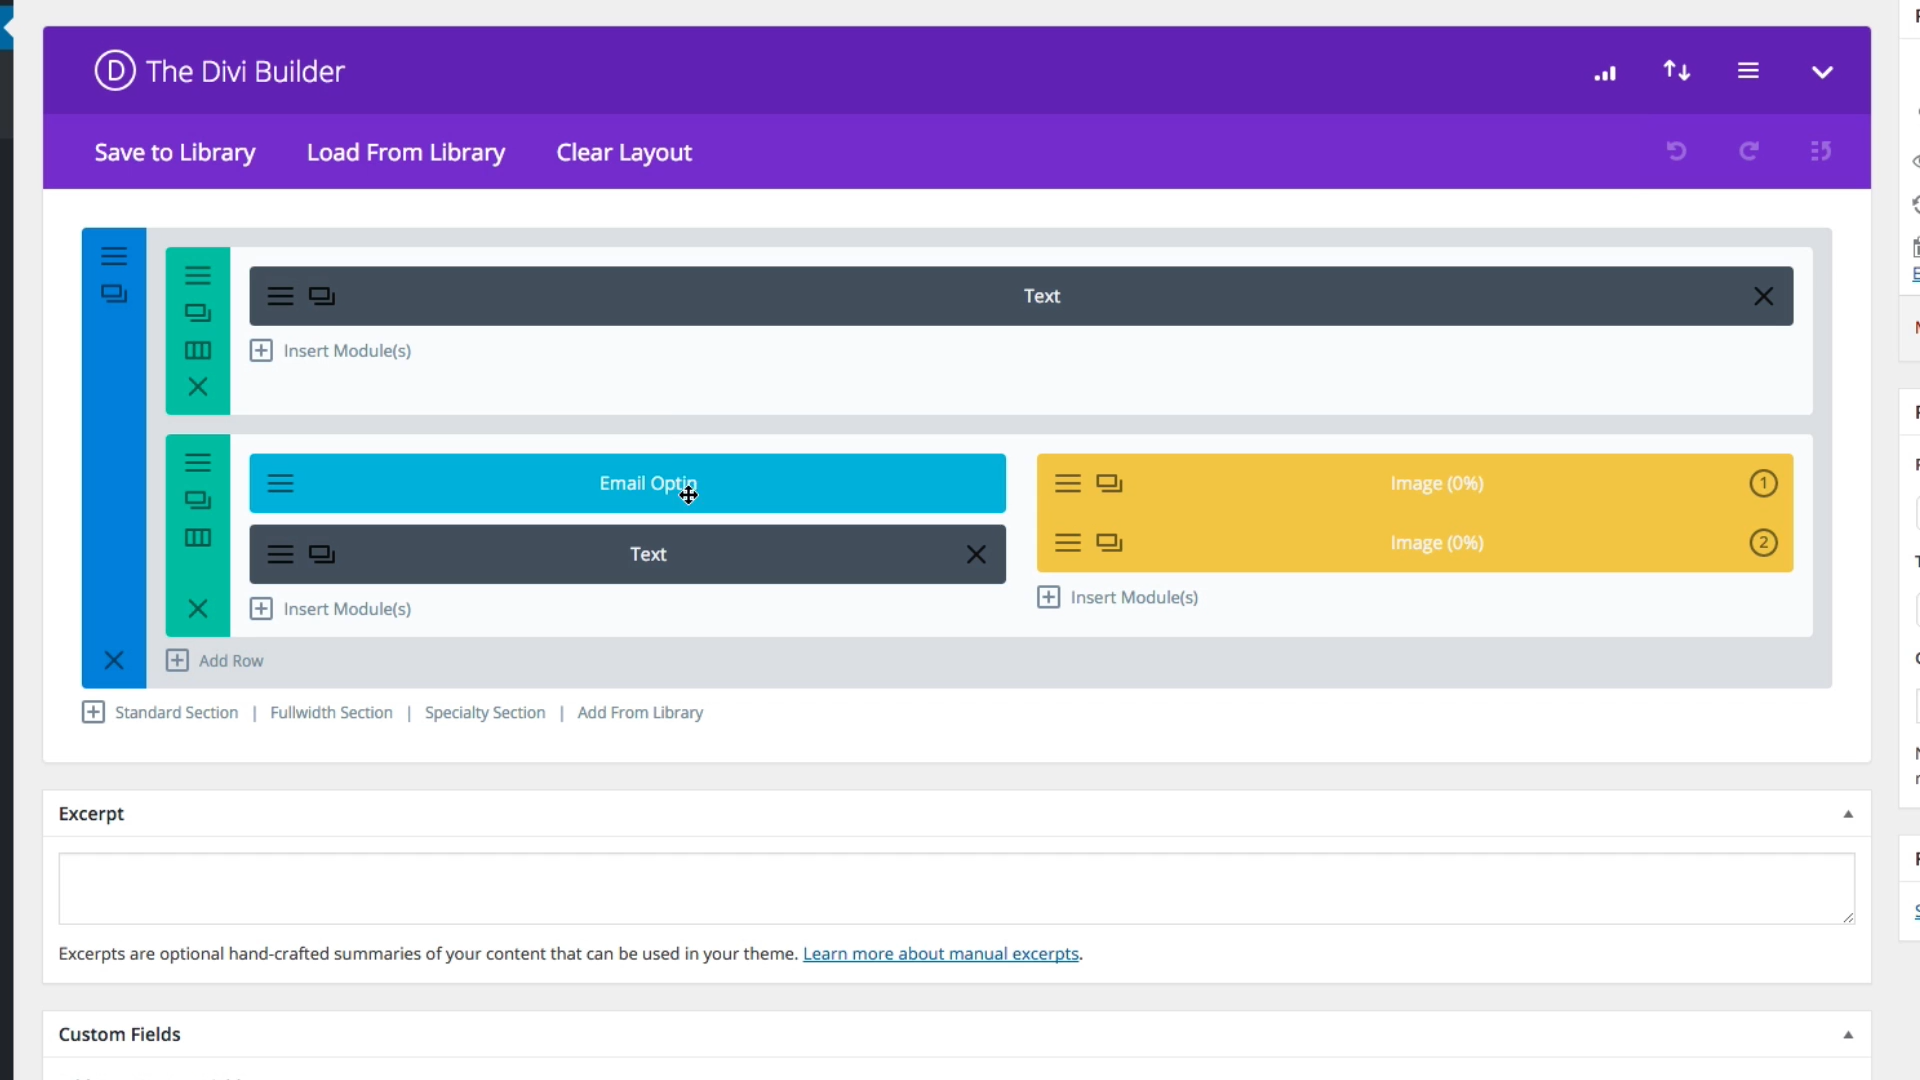 The Divi Builder
Save to Library Load From Library Clear Layout
Text
Insert Module(s)
Email Optin
Image (0%) 1
Image (0%) 2
Text
Insert Module(s)
Insert Module(s)
Add Row
Standard Section | Fullwidth Section | Specialty Section | Add From Library
Excerpt
Excerpts are optional hand-crafted summaries of your content that can be used in your theme. Learn more about manual excerpts.
Custom Fields